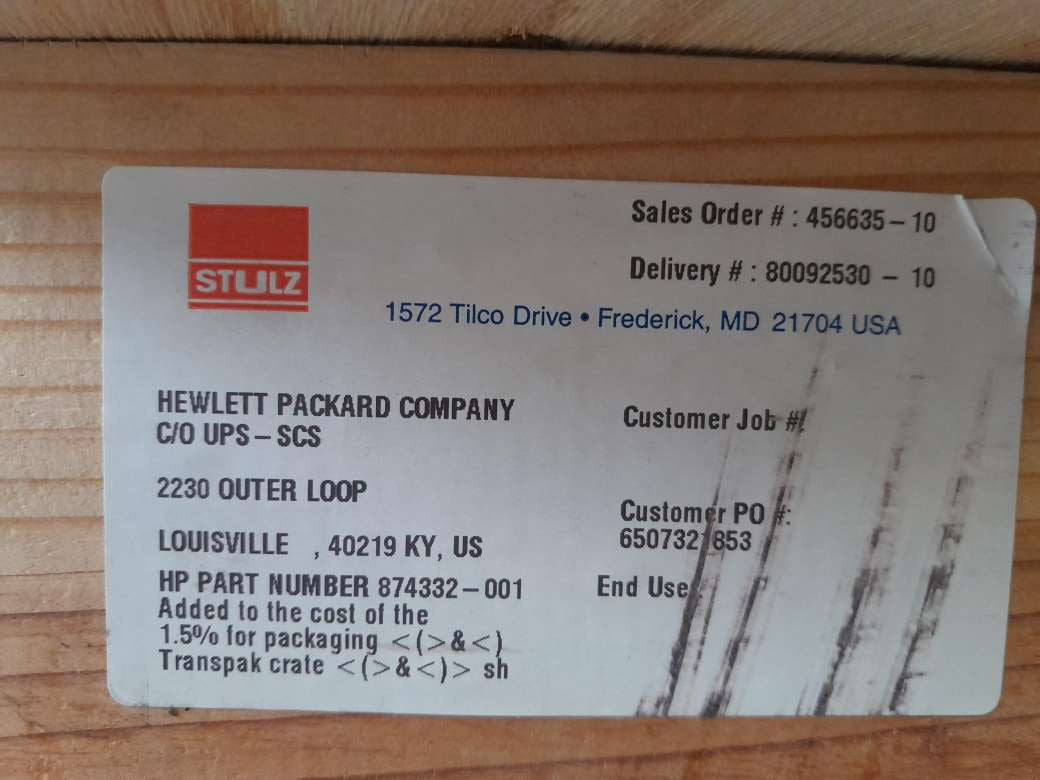 STULZ
Sales Order # : 456635-10
Delivery # : 80092530 - 10
1572 Tilco Drive • Frederick, MD 21704 USA
HEWLETT PACKARD COMPANY
C/O UPS-SCS
2230 OUTER LOOP
LOUISVILLE , 40219 KY, US
HP PART NUMBER 874332-001
Added to the cost of the
1.5% for packaging <(>&<)
Transpak crate <(>&<)> sh
Customer Job #:
Customer PO #:
6507321853
End User: